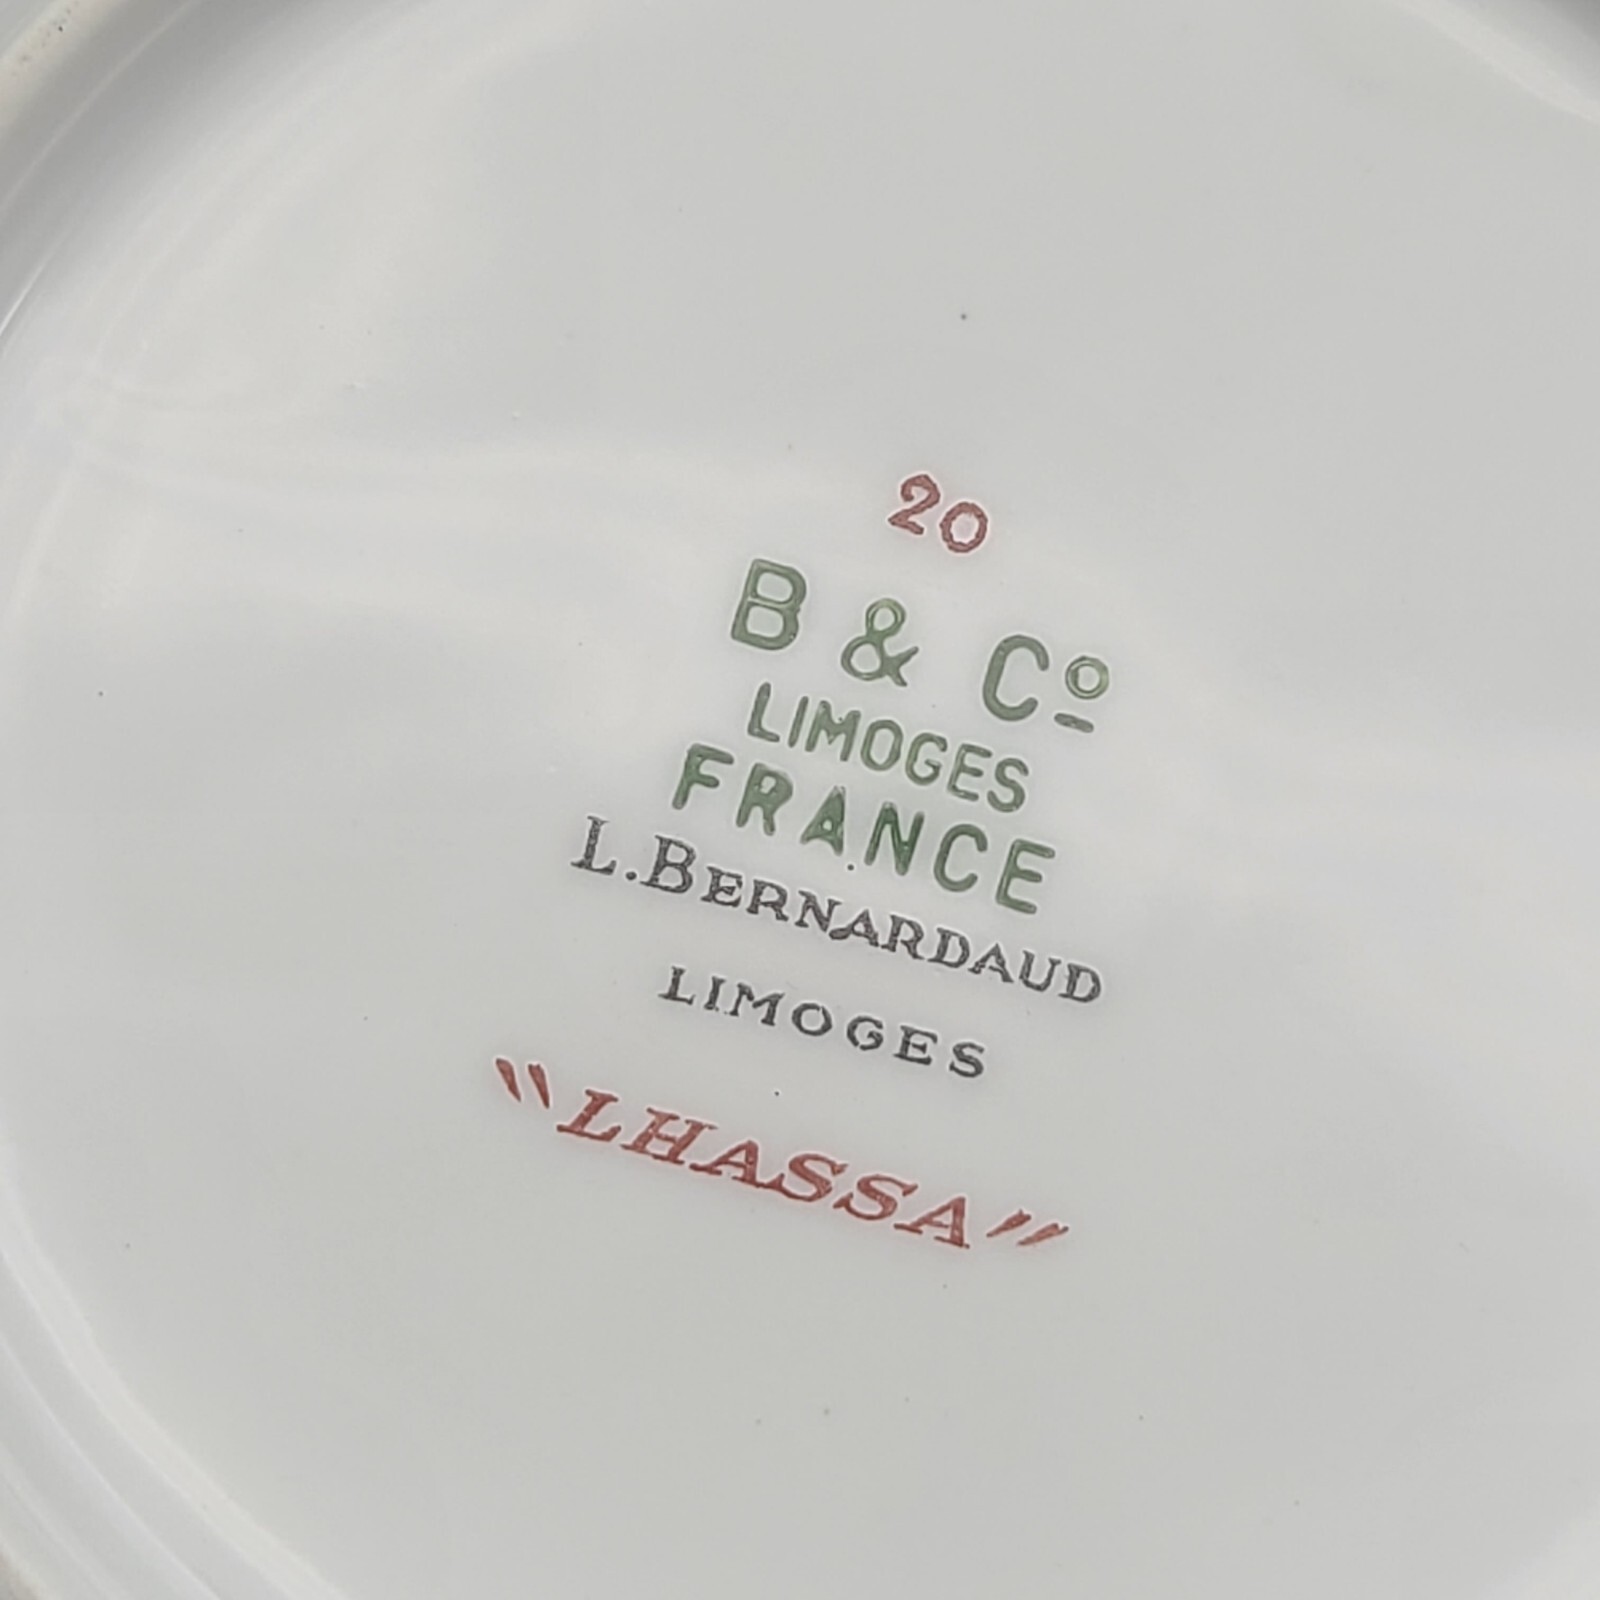 20
B & Cº
LIMOGES
FRANCE
L. BERNARDAUD
LIMOGES
"LHASSA"